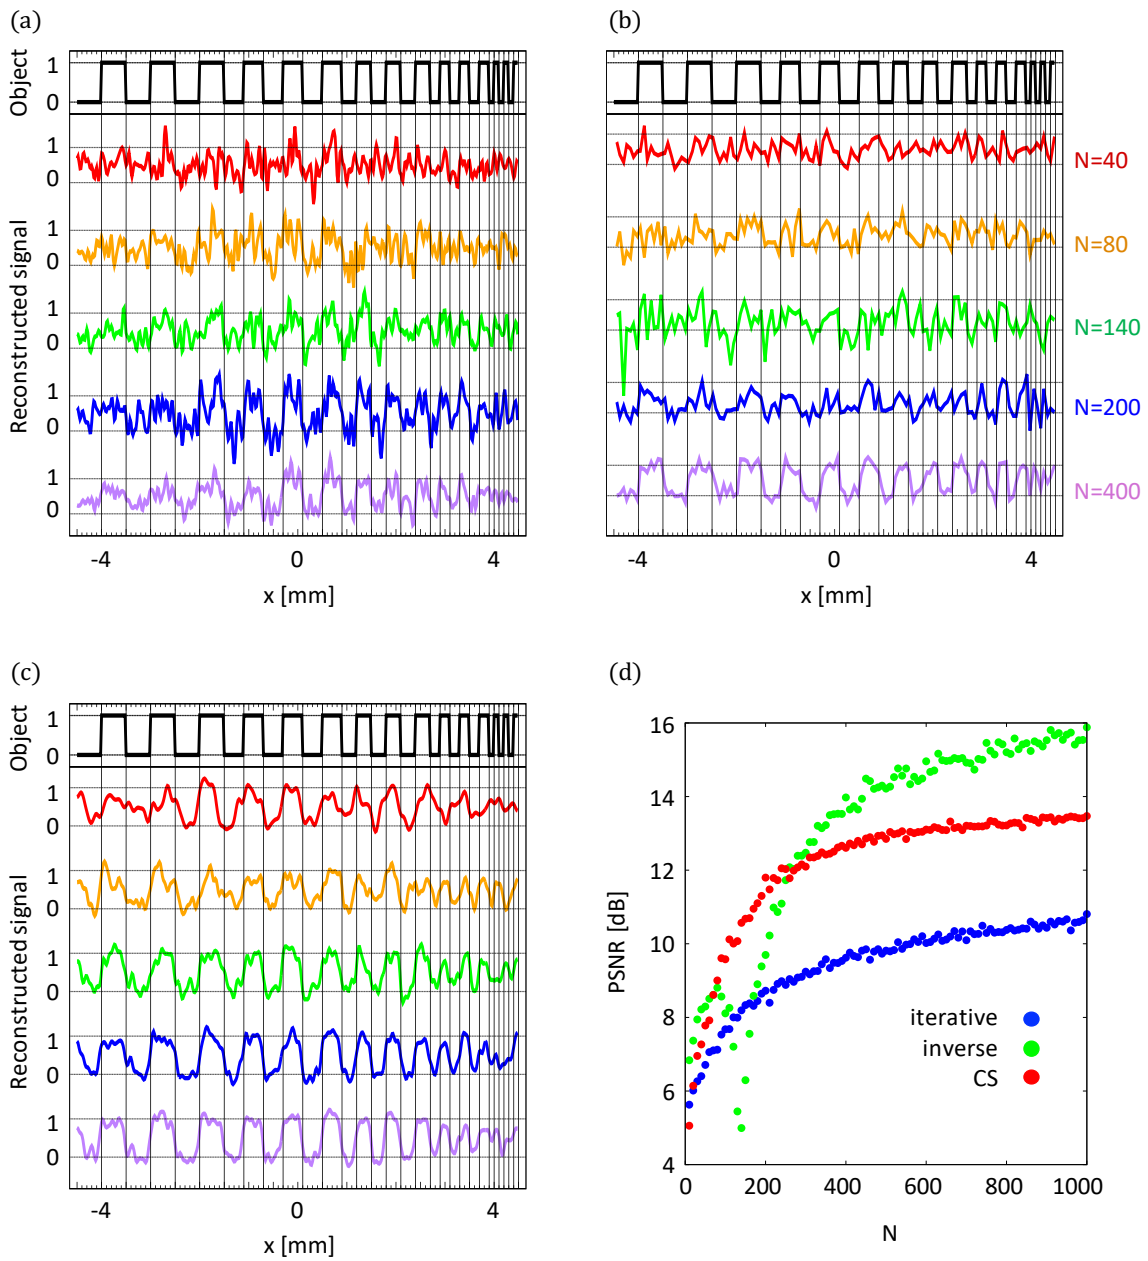 (a)
Object
1
0
Reconstructed signal
1
0
1
0
1
0
1
0
1
0
-4 0 4
x [mm]
(b)
N=40
N=80
N=140
N=200
N=400
-4 0 4
x [mm]
(c)
Object
1
0
Reconstructed signal
1
0
1
0
1
0
1
0
1
0
-4 0 4
x [mm]
(d)
PSNR [dB]
16
14
12
10
8
6
4
iterative
inverse
CS
0 200 400 600 800 1000
N